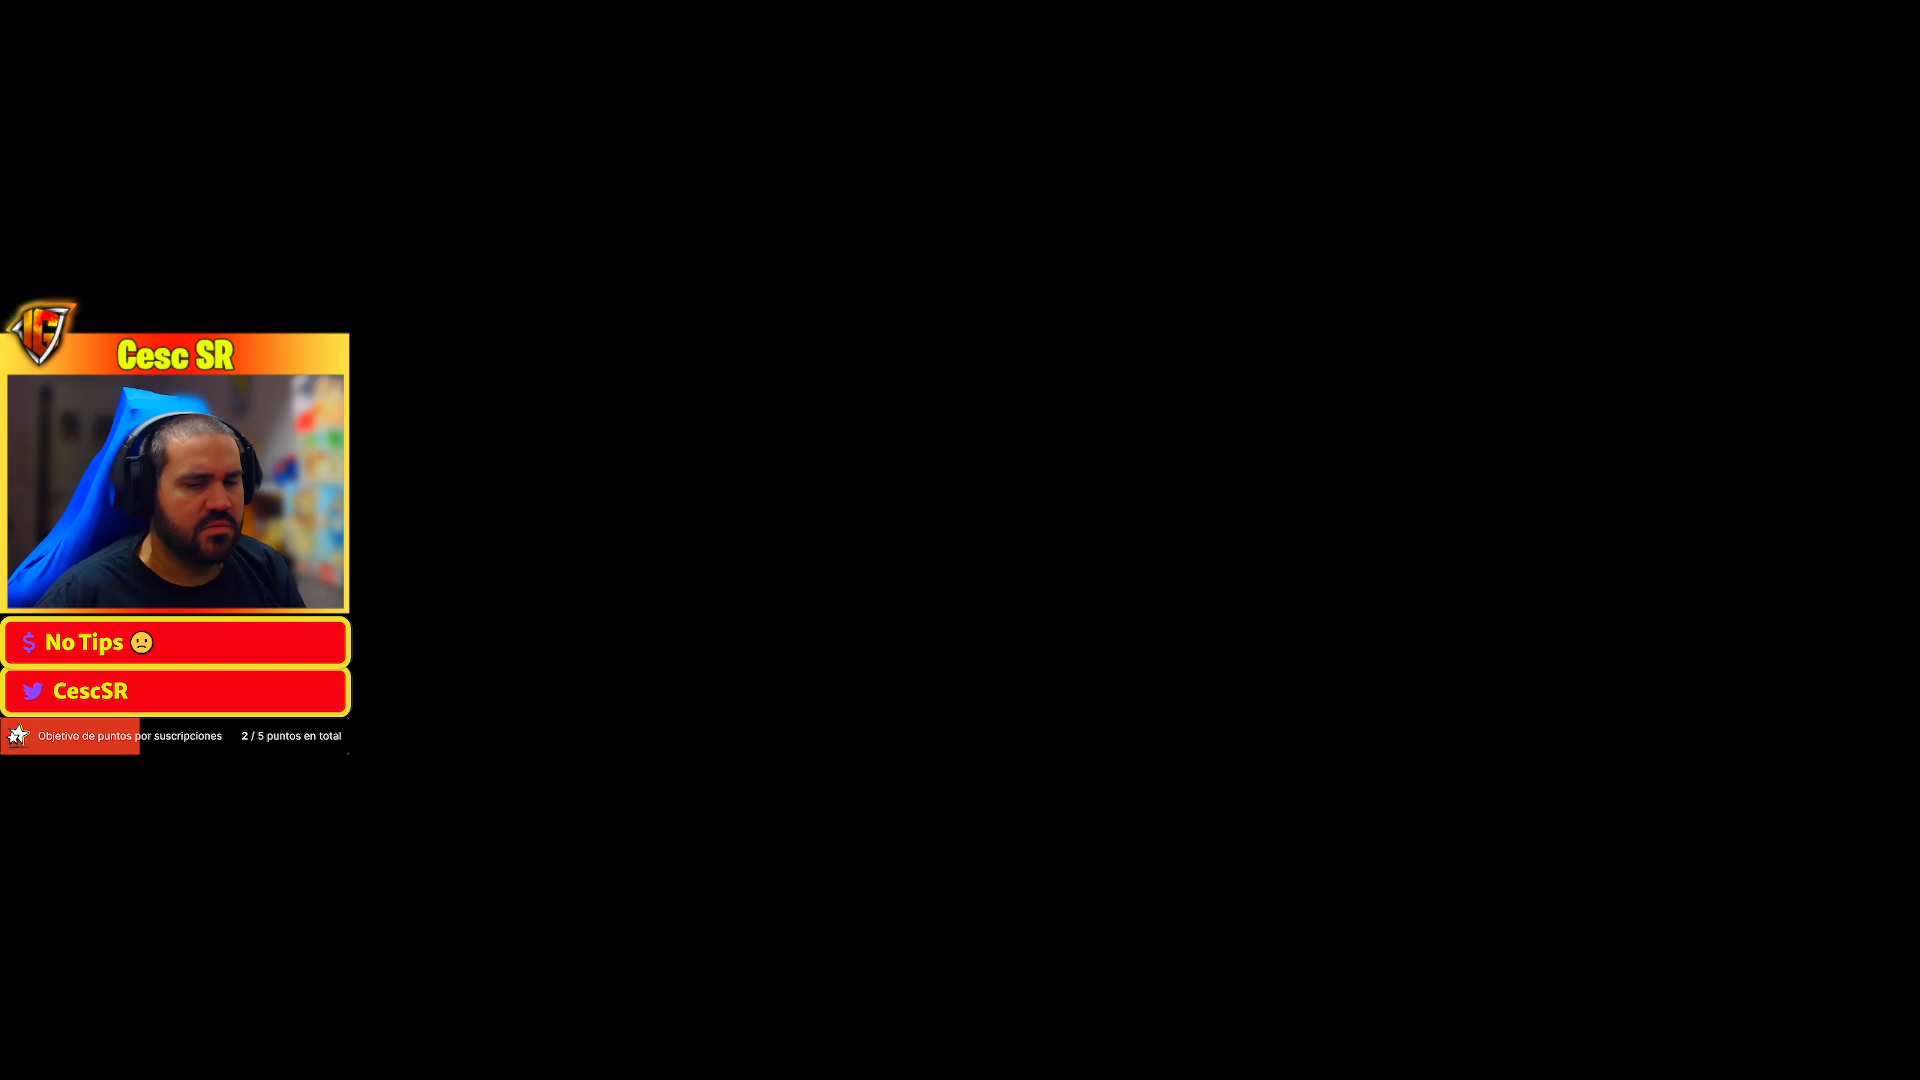 Cesc SR
$ No Tips 🙁
CescSR
Objetivo de puntos por suscripciones 2 / 5 puntos en total